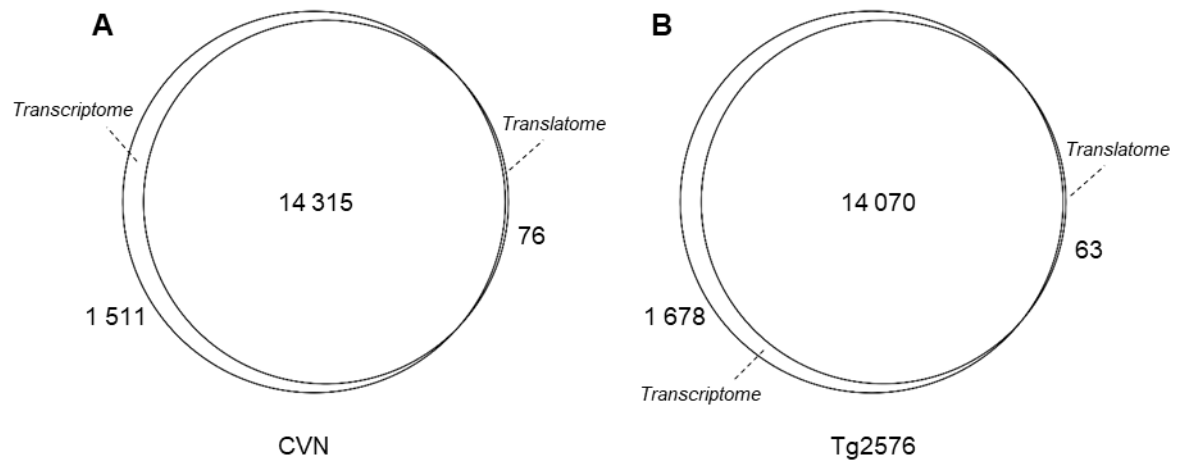 A
Transcriptome
Translatome
14 315
76
1 511
CVN
B
Translatome
14 070
63
1 678
Transcriptome
Tg2576